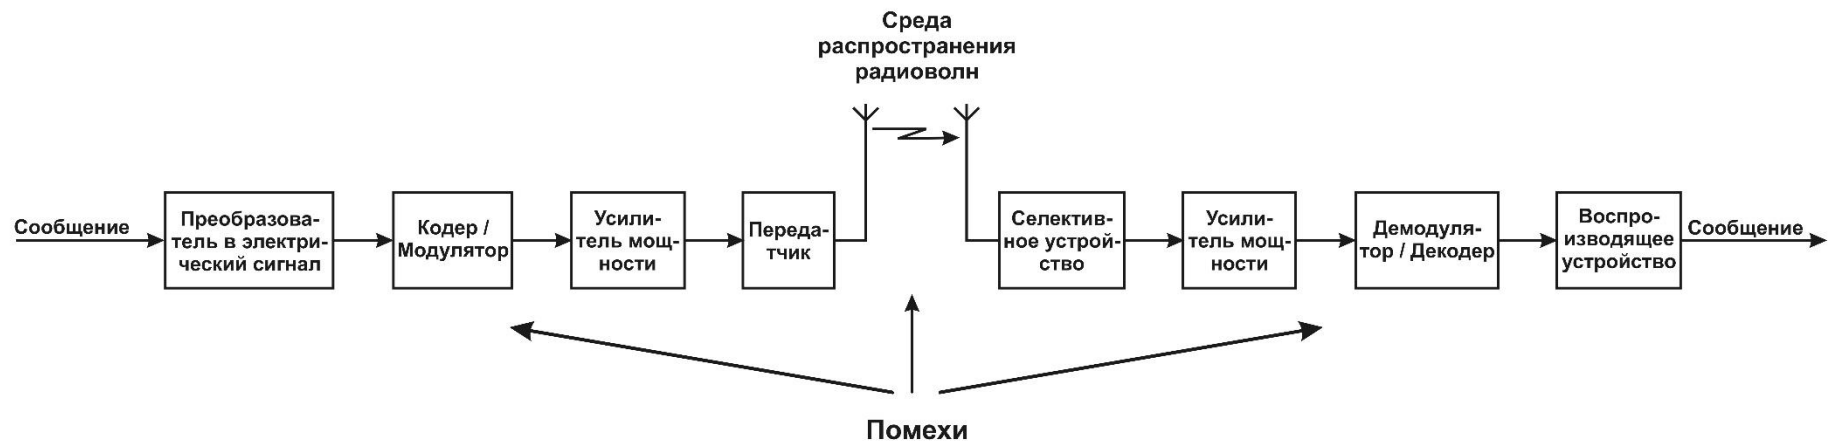 Среда
распространения
радиоволн
Сообщение
Преобразова-
тель в электри-
ческий сигнал
Кодер /
Модулятор
Усили-
тель мощ-
ности
Переда-
тчик
Селектив-
ное устрой-
ство
Усили-
тель мощ-
ности
Демодуля-
тор / Декодер
Воспро-
изводящее
устройство
Сообщение
Помехи